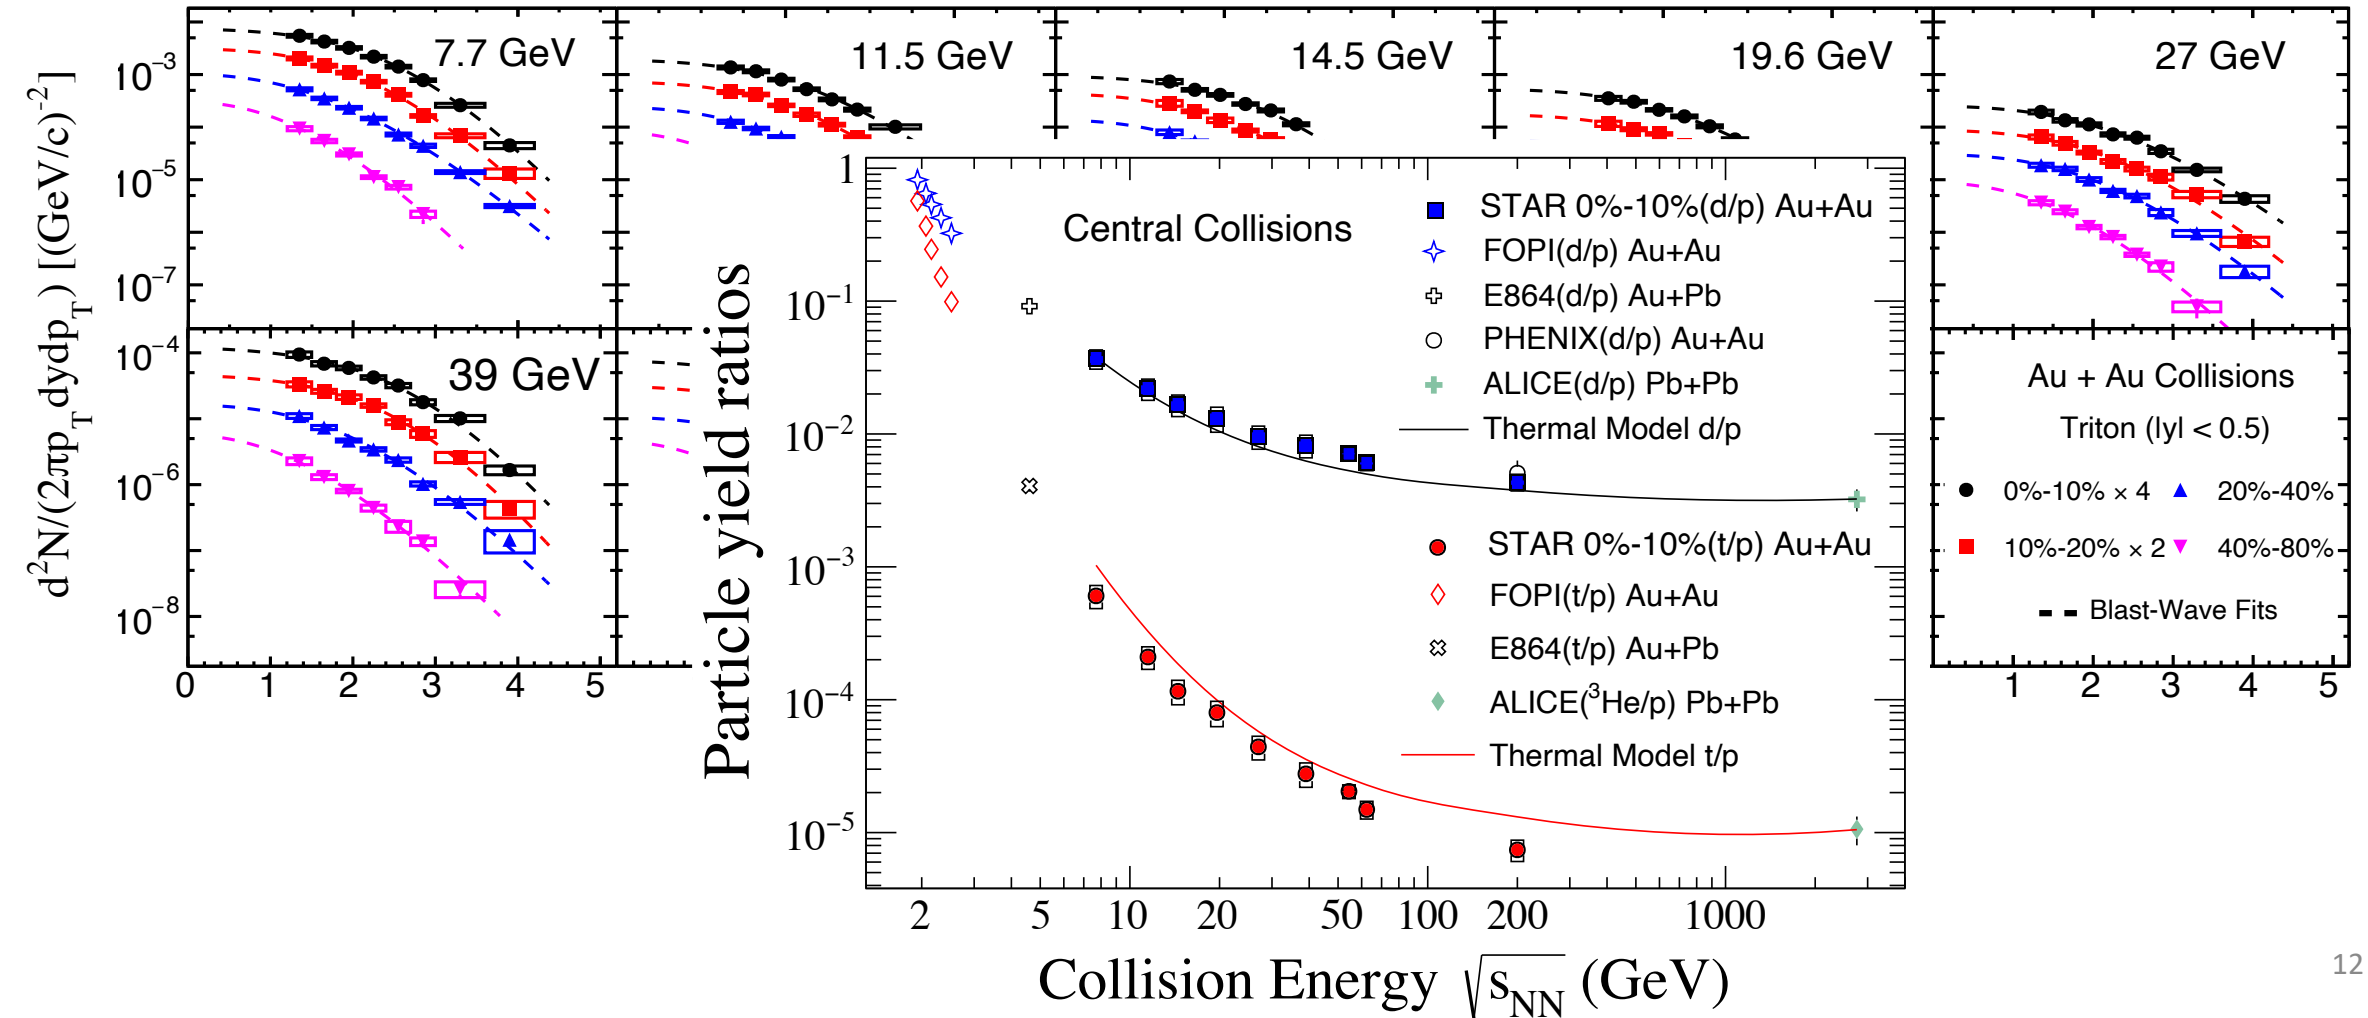 7.7 GeV
11.5 GeV
14.5 GeV
19.6 GeV
27 GeV
d²N/(2πp_T dydp_T) [(GeV/c)⁻²]
10⁻³
10⁻⁵
10⁻⁷
39 GeV
10⁻⁴
10⁻⁶
10⁻⁸
0 1 2 3 4 5
Particle yield ratios
1
10⁻¹
10⁻²
10⁻³
10⁻⁴
10⁻⁵
Central Collisions
STAR 0%-10%(d/p) Au+Au
FOPI(d/p) Au+Au
E864(d/p) Au+Pb
PHENIX(d/p) Au+Au
ALICE(d/p) Pb+Pb
Thermal Model d/p
STAR 0%-10%(t/p) Au+Au
FOPI(t/p) Au+Au
E864(t/p) Au+Pb
ALICE(³He/p) Pb+Pb
Thermal Model t/p
2 5 10 20 50 100 200 1000
Collision Energy √s_NN (GeV)
Au + Au Collisions
Triton (|y| < 0.5)
0%-10% × 4 20%-40%
10%-20% × 2 40%-80%
Blast-Wave Fits
1 2 3 4 5
12